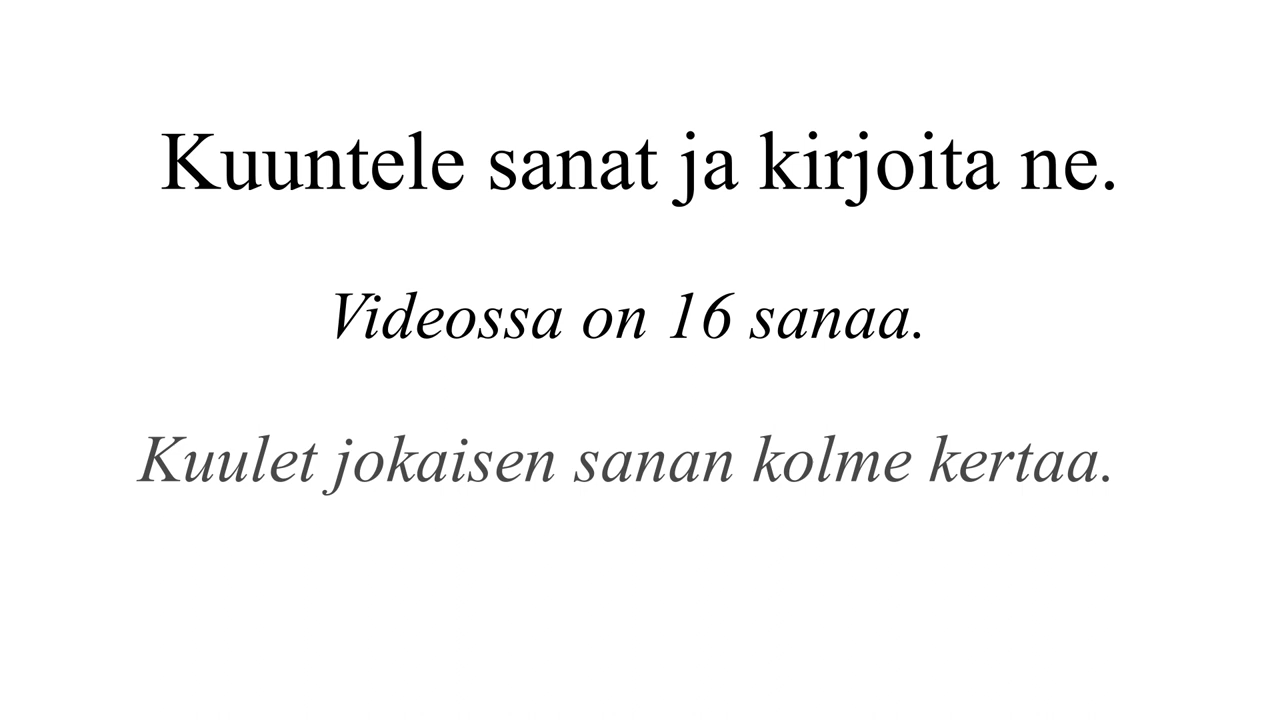 Kuuntele sanat ja kirjoita ne.
Videossa on 16 sanaa.
Kuulet jokaisen sanan kolme kertaa.